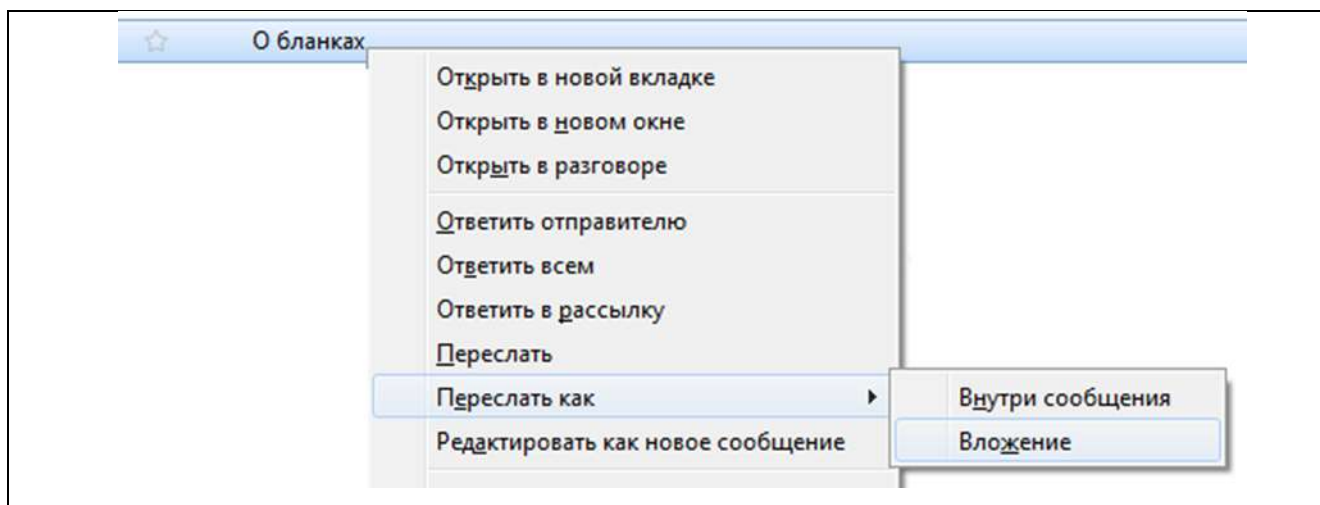 О бланках
Открыть в новой вкладке
Открыть в новом окне
Открыть в разговоре
Ответить отправителю
Ответить всем
Ответить в рассылку
Переслать
Переслать как
Внутри сообщения
Редактировать как новое сообщение
Вложение